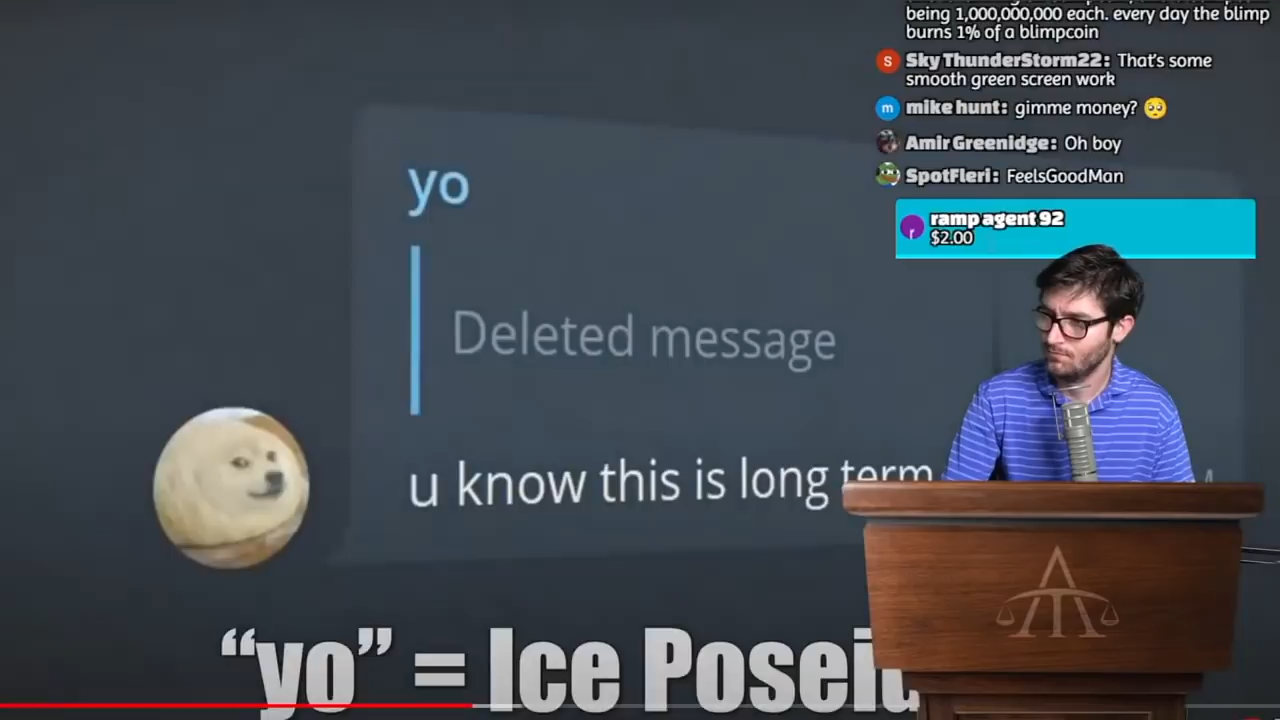 being 1,000,000,000 each. every day the blimp
burns 1% of a blimpcoin
Sky ThunderStorm22: That's some
smooth green screen work
mike hunt: gimme money? 🥺
Amir Greenidge: Oh boy
SpotFleri: FeelsGoodMan
ramp agent 92
$2.00
yo
Deleted message
u know this is long term
"yo" = Ice Poseid